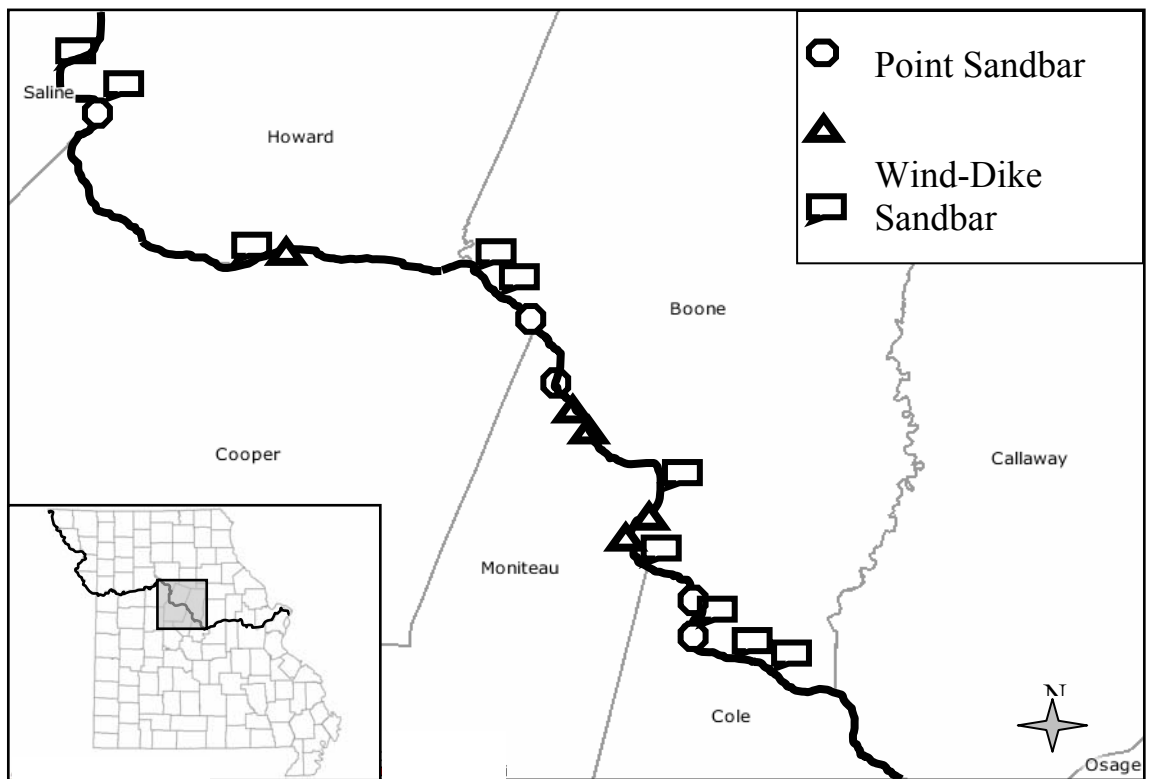 Point Sandbar
Saline
Howard
Wind-Dike
Sandbar
Boone
Cooper
Callaway
Moniteau
N
Cole
Osage